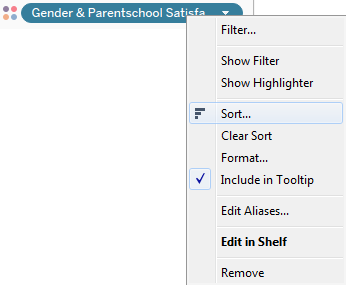 Gender & Parentschool Satisfa..
Filter...
Show Filter
Show Highlighter
Sort...
Clear Sort
Format...
Include in Tooltip
Edit Aliases...
Edit in Shelf
Remove